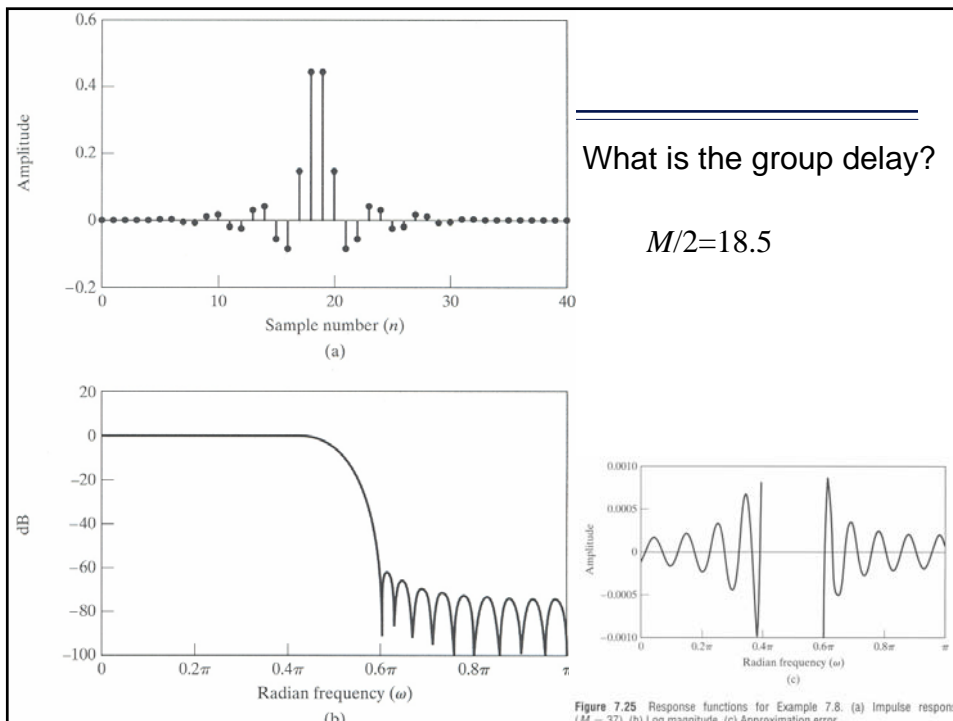 0.6
0.4
0.2
0
−0.2
Amplitude
0
10
20
30
40
Sample number (n)
(a)
What is the group delay?
M/2=18.5
20
0
−20
−40
−60
−80
−100
dB
0
0.2π
0.4π
0.6π
0.8π
π
Radian frequency (ω)
(b)
0.0010
0.0005
0
−0.0005
−0.0010
Amplitude
0
0.2π
0.4π
0.6π
0.8π
π
Radian frequency (ω)
(c)
Figure 7.25 Response functions for Example 7.8. (a) Impulse respon
(M = 37). (b) Log magnitude. (c) Approximation error.